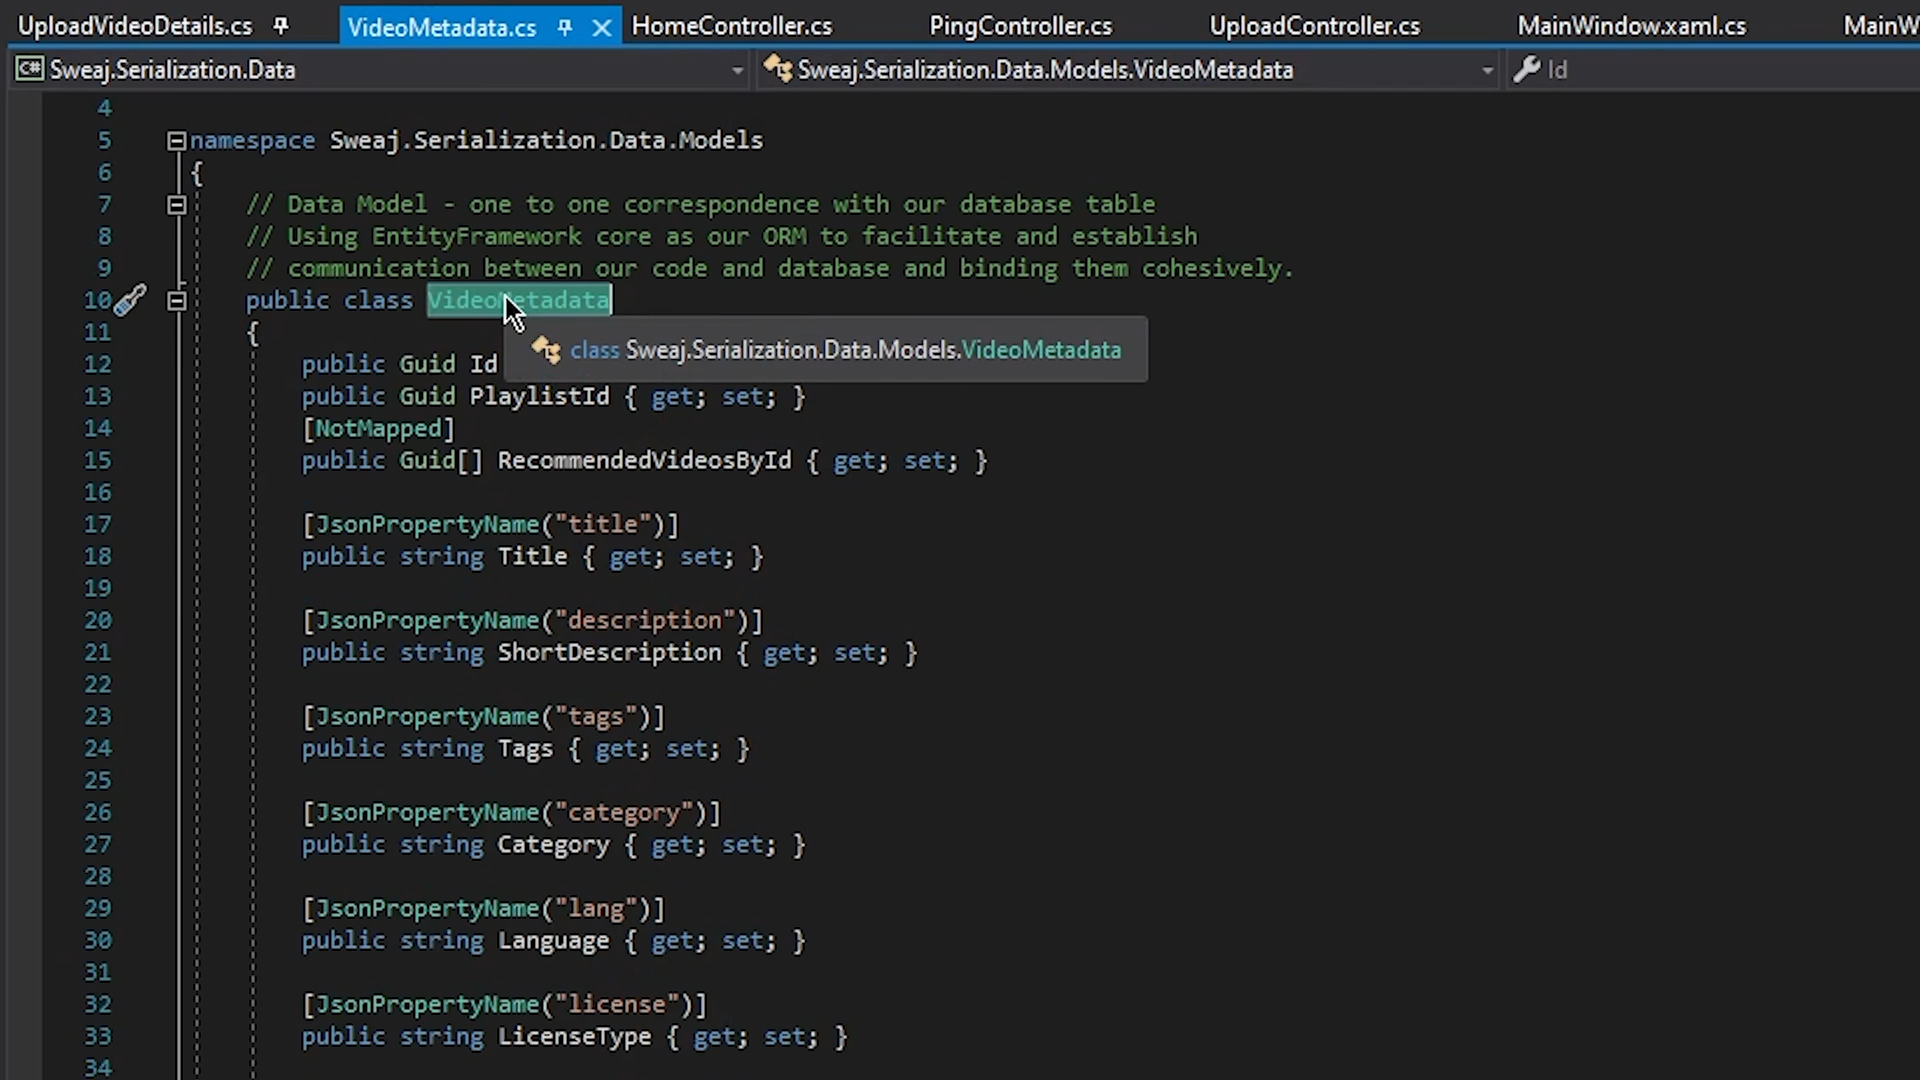 UploadVideoDetails.cs VideoMetadata.cs HomeController.cs PingController.cs UploadController.cs MainWindow.xaml.cs MainW
C# Sweaj.Serialization.Data Sweaj.Serialization.Data.Models.VideoMetadata Id
4
5 namespace Sweaj.Serialization.Data.Models
6 {
7 // Data Model - one to one correspondence with our database table
8 // Using EntityFramework core as our ORM to facilitate and establish
9 // communication between our code and database and binding them cohesively.
10 public class VideoMetadata
11 {
class Sweaj.Serialization.Data.Models.VideoMetadata
12 public Guid Id
13 public Guid PlaylistId { get; set; }
14 [NotMapped]
15 public Guid[] RecommendedVideosById { get; set; }
16
17 [JsonPropertyName("title")]
18 public string Title { get; set; }
19
20 [JsonPropertyName("description")]
21 public string ShortDescription { get; set; }
22
23 [JsonPropertyName("tags")]
24 public string Tags { get; set; }
25
26 [JsonPropertyName("category")]
27 public string Category { get; set; }
28
29 [JsonPropertyName("lang")]
30 public string Language { get; set; }
31
32 [JsonPropertyName("license")]
33 public string LicenseType { get; set; }
34